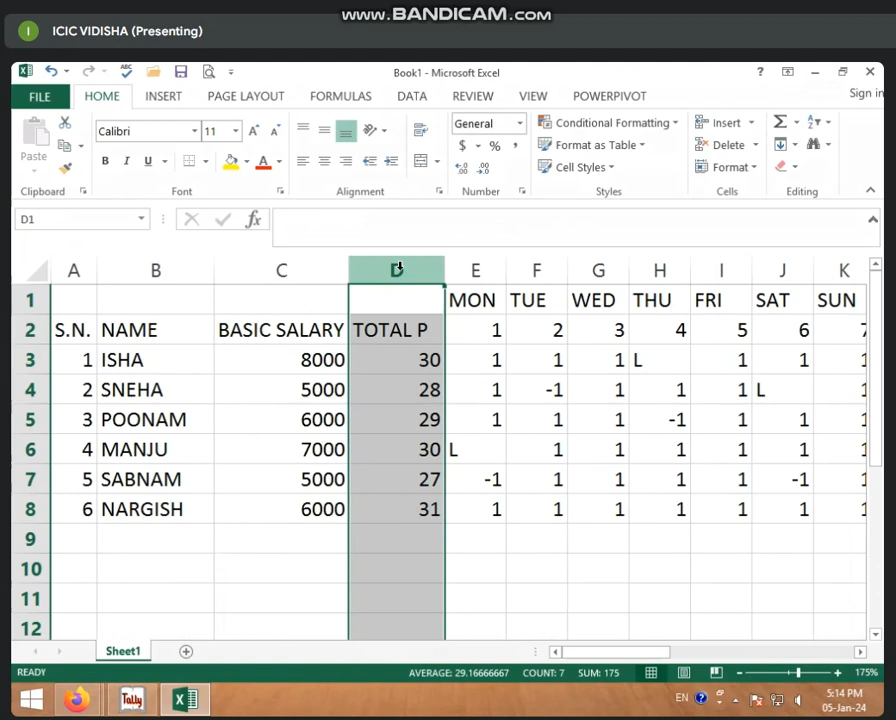 www.BANDICAM.com
I ICIC VIDISHA (Presenting)
Book1 - Microsoft Excel
FILE HOME INSERT PAGE LAYOUT FORMULAS DATA REVIEW VIEW POWERPIVOT Sign in
Paste
Calibri 11
B I U
General
$ % ,
Conditional Formatting
Format as Table
Cell Styles
Insert
Delete
Format
Clipboard Font Alignment Number Styles Cells Editing
D1 fx
A B C D E F G H I J K
1 MON TUE WED THU FRI SAT SUN
2 S.N. NAME BASIC SALARY TOTAL P 1 2 3 4 5 6 7
3 1 ISHA 8000 30 1 1 1 L 1 1 1
4 2 SNEHA 5000 28 1 -1 1 1 1 L 1
5 3 POONAM 6000 29 1 1 1 -1 1 1 1
6 4 MANJU 7000 30 L 1 1 1 1 1 1
7 5 SABNAM 5000 27 -1 1 1 1 1 -1 1
8 6 NARGISH 6000 31 1 1 1 1 1 1 1
9
10
11
12
Sheet1
READY AVERAGE: 29.16666667 COUNT: 7 SUM: 175 175%
Tally EN 5:14 PM
05-Jan-24